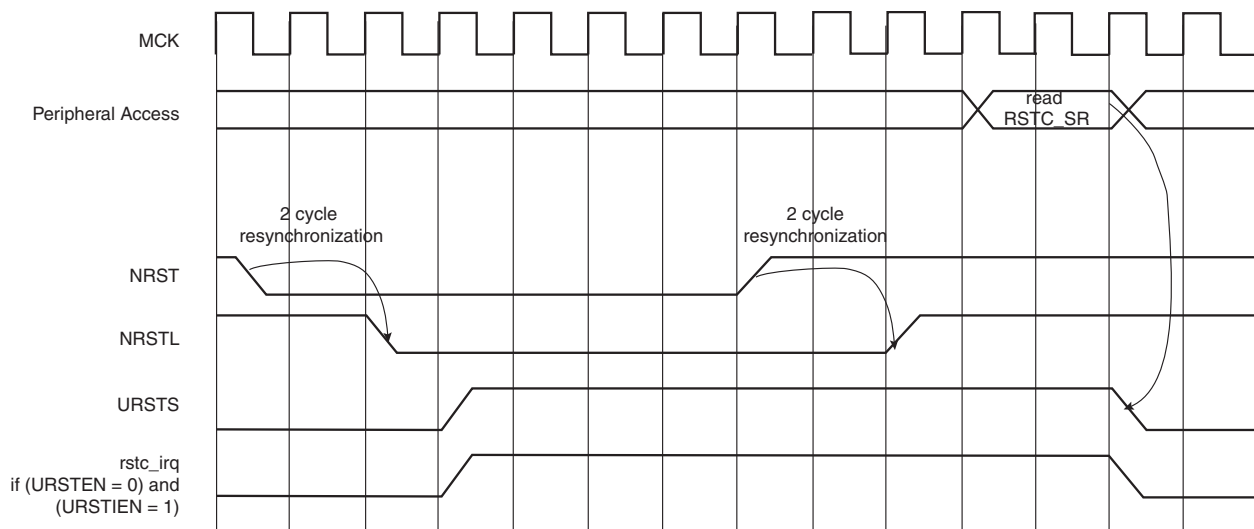 MCK
Peripheral Access
read
RSTC_SR
2 cycle
resynchronization
2 cycle
resynchronization
NRST
NRSTL
URSTS
rstc_irq
if (URSTEN = 0) and
(URSTIEN = 1)